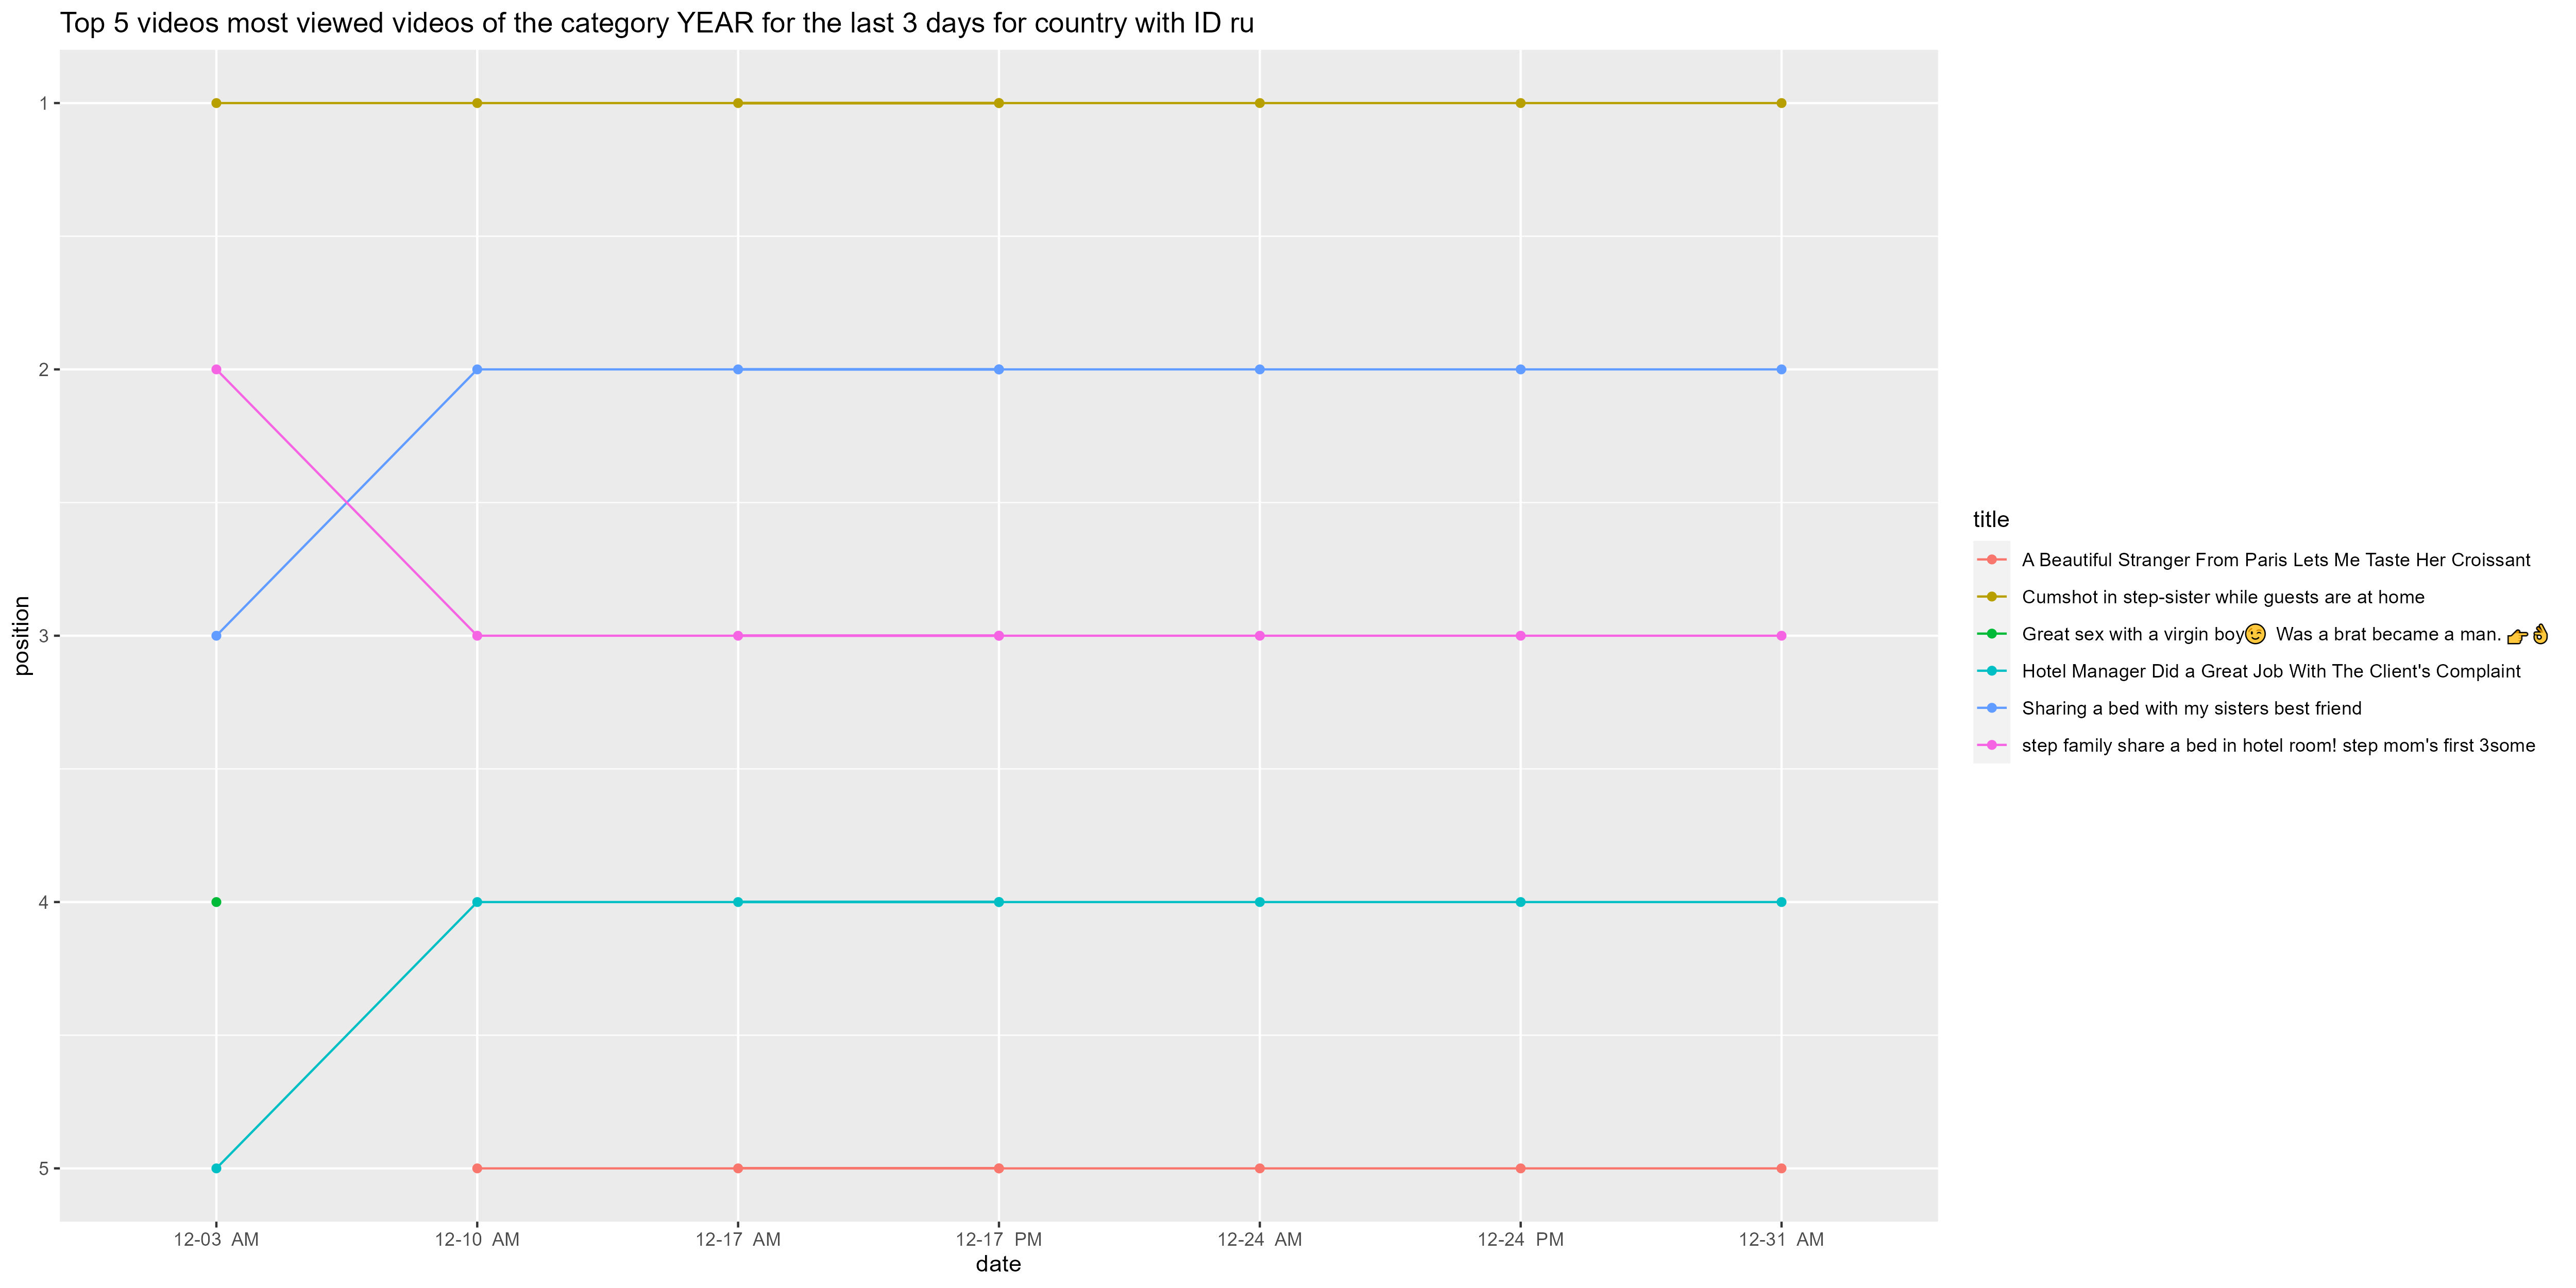 Top 5 videos most viewed videos of the category YEAR for the last 3 days for country with ID ru
position
1
2
3
4
5
12-03 AM
12-10 AM
12-17 AM
12-17 PM
12-24 AM
12-24 PM
12-31 AM
date
title
A Beautiful Stranger From Paris Lets Me Taste Her Croissant
Cumshot in step-sister while guests are at home
Great sex with a virgin boy😉 Was a brat became a man. 👉👌
Hotel Manager Did a Great Job With The Client's Complaint
Sharing a bed with my sisters best friend
step family share a bed in hotel room! step mom's first 3some